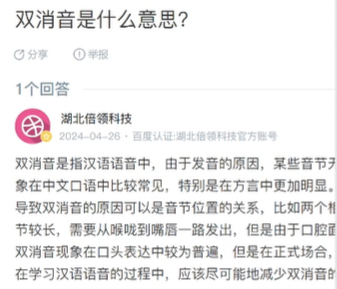 双消音是什么意思？
分享
举报
1个回答
湖北倍领科技
2024-04-26・百度认证:湖北倍领科技官方账号
双消音是指汉语语音中，由于发音的原因，某些音节无
象在中文口语中比较常见，特别是在方言中更加明显。
导致双消音的原因可以是音节位置的关系，比如两个相
节较长，需要从喉咙到嘴唇一路发出，但是由于口腔面
双消音现象在口头表达中较为普遍，但是在正式场合，
在学习汉语语音的过程中，应该尽可能地减少双消音的